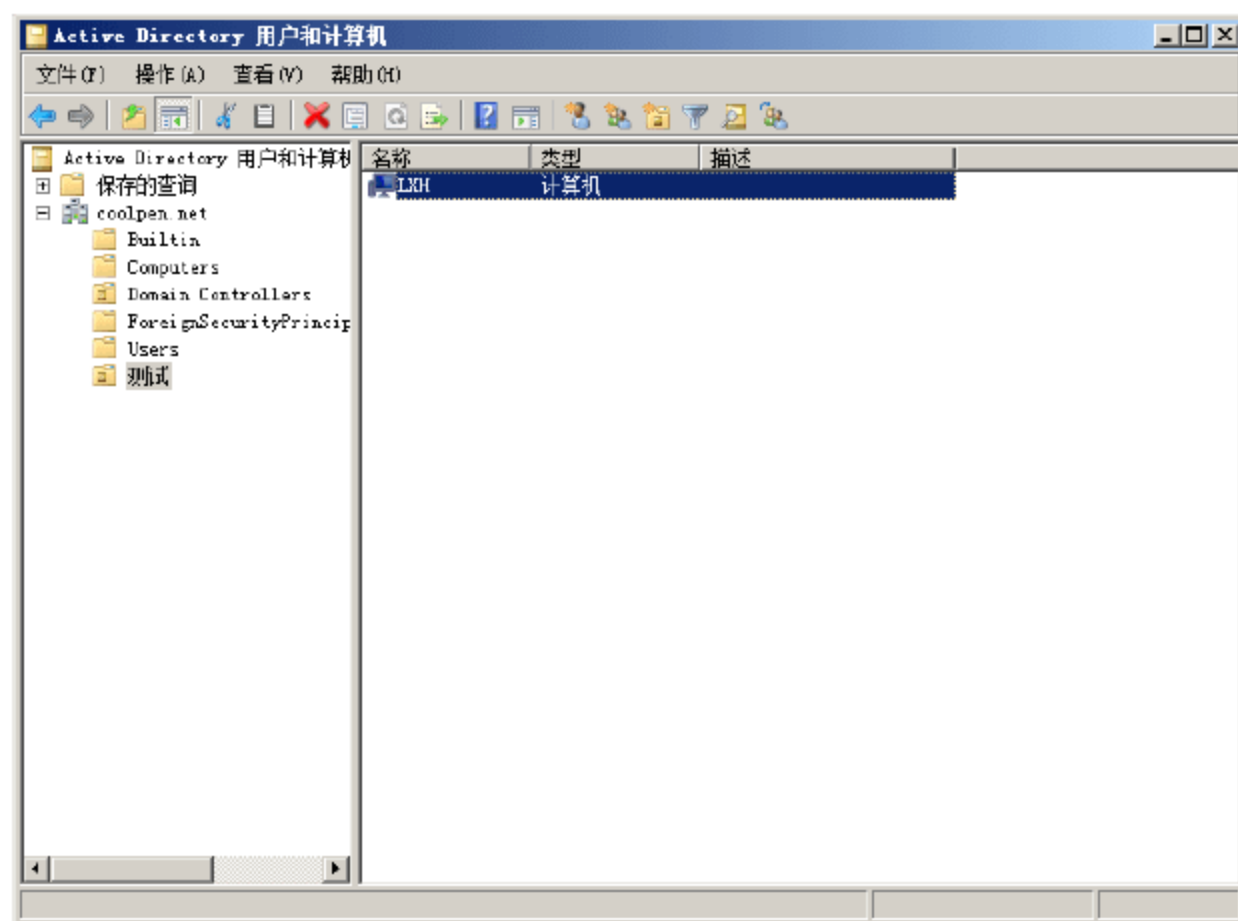 Active Directory 用户和计算机
文件(F) 操作(A) 查看(V) 帮助(H)
Active Directory 用户和计算机
保存的查询
coolpen.net
Builtin
Computers
Domain Controllers
ForeignSecurityPrincip
Users
测试
名称 类型 描述
LXH 计算机